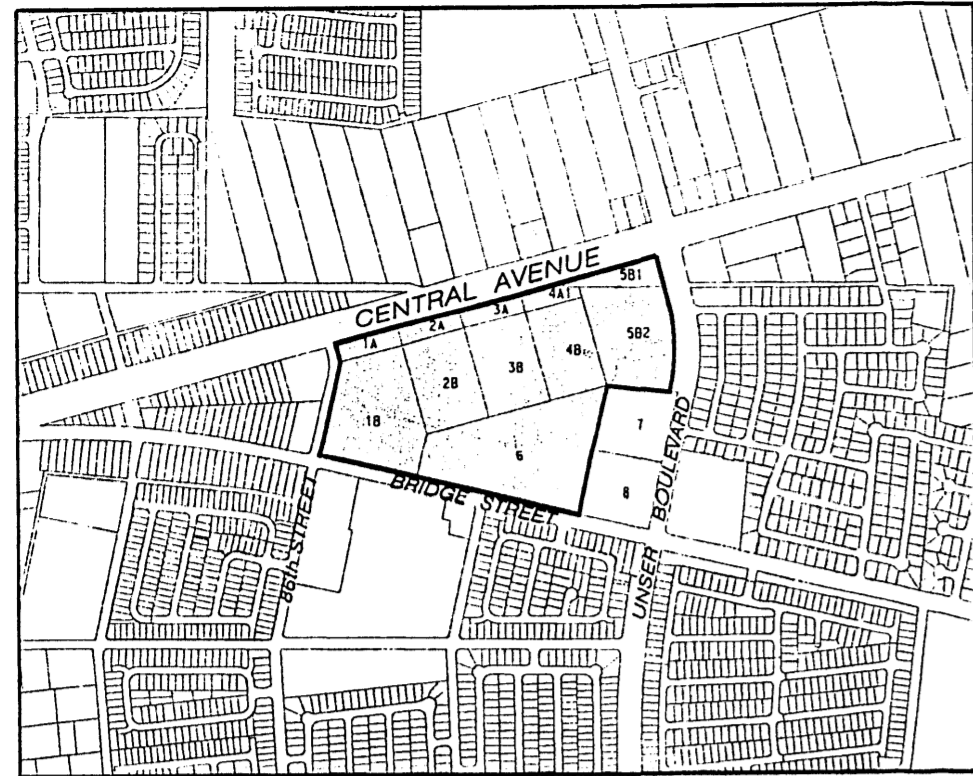 CENTRAL AVENUE
5B1
4A1
3A
2A
1A
5B2
4B
3B
2B
1B
7
6
8
BRIDGE STREET
UNSER BOULEVARD
86th STREET